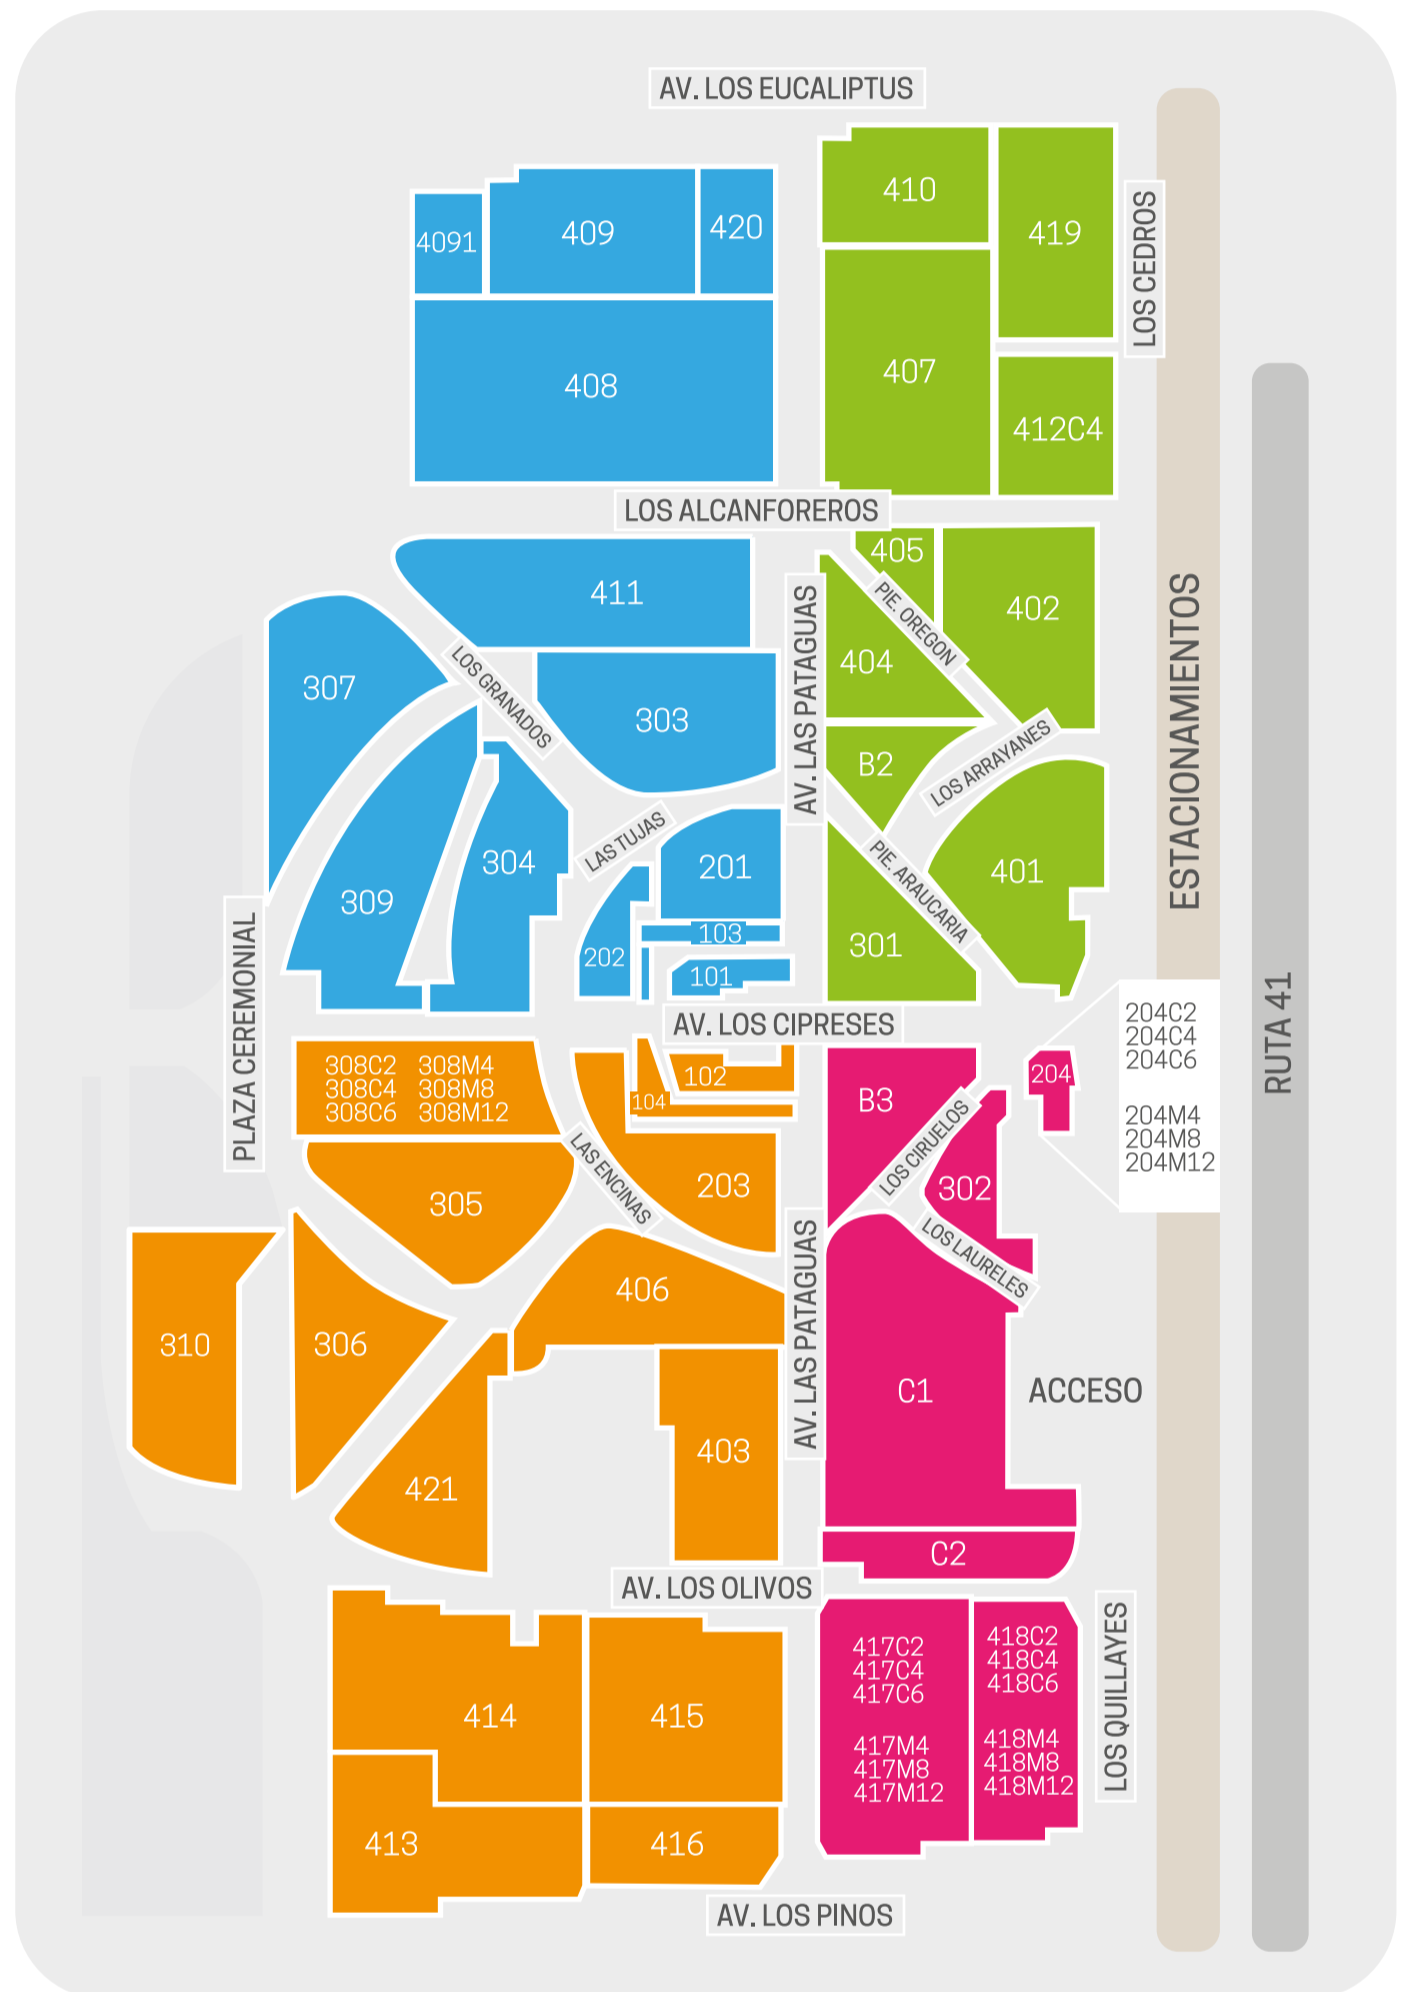 AV. LOS EUCALIPTUS
410
419
LOS CEDROS
4091
409
420
408
407
412C4
LOS ALCANFOREROS
411
405
402
PIE. OREGON
404
AV. LAS PATAGUAS
ESTACIONAMIENTOS
307
LOS GRANADOS
303
B2
LOS ARRAYANES
LAS TUJAS
304
201
309
401
PIE. ARAUCARIA
103
301
202
101
PLAZA CEREMONIAL
AV. LOS CIPRESES
RUTA 41
204C2
204C4
204C6
204M4
204M8
204M12
204
308C2 308M4
308C4 308M8
308C6 308M12
102
104
B3
LOS CIRUELOS
LAS ENCINAS
203
302
305
LOS LAURELES
406
AV. LAS PATAGUAS
310
306
C1
ACCESO
403
421
C2
AV. LOS OLIVOS
417C2
417C4
417C6
417M4
417M8
417M12
418C2
418C4
418C6
418M4
418M8
418M12
LOS QUILLAYES
414
415
413
416
AV. LOS PINOS